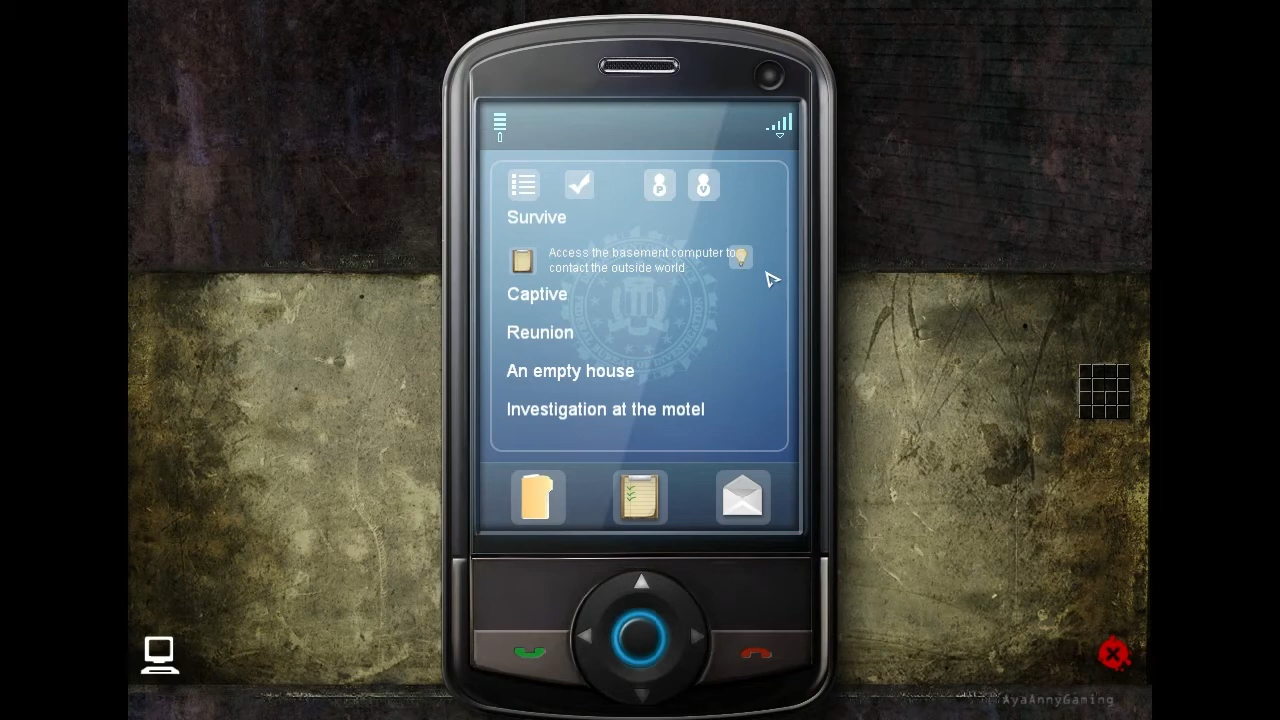 P V
Survive
Access the basement computer to
contact the outside world
Captive
Reunion
An empty house
Investigation at the motel
AyaAnnyGaming